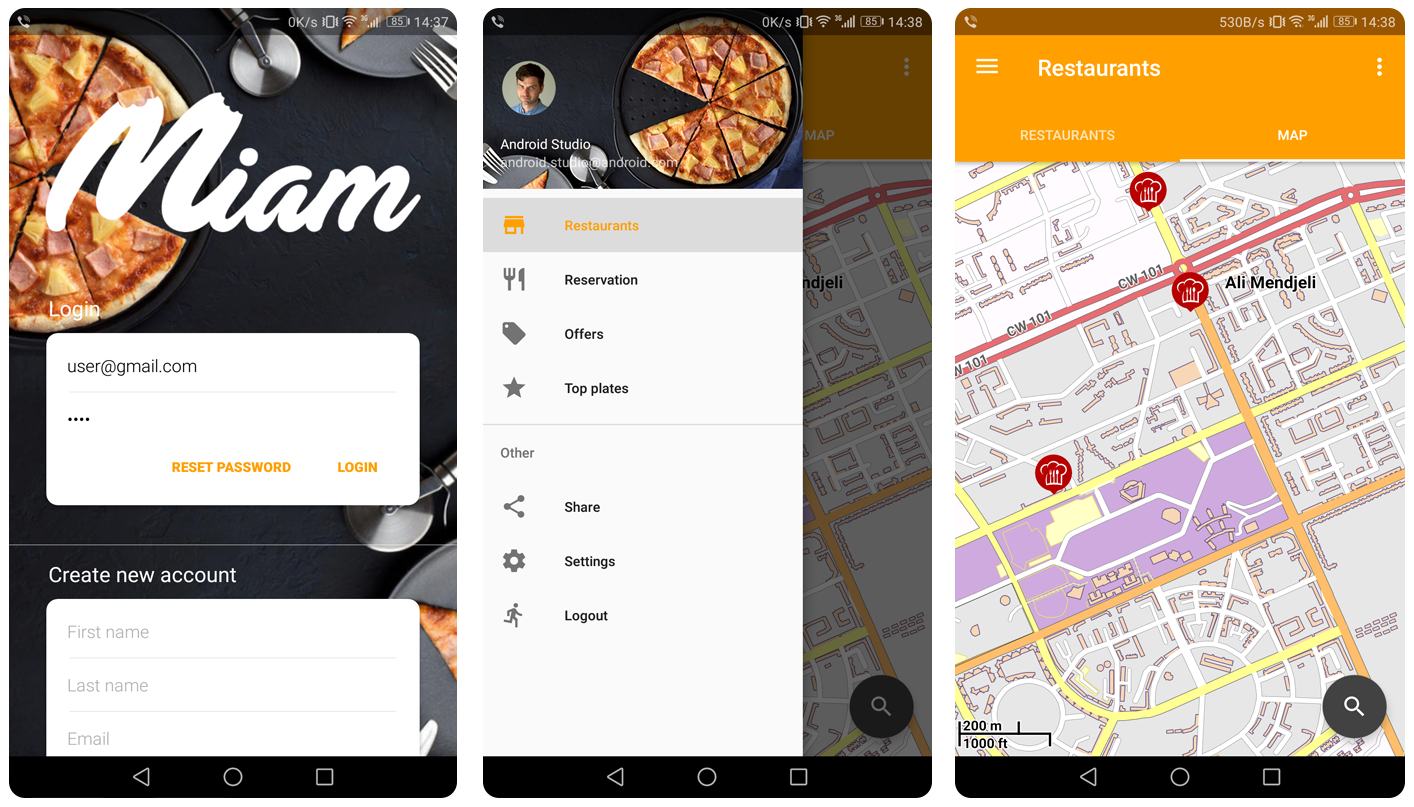 0K/s 3G 85 14:37
Miam
Login
user@gmail.com
••••
RESET PASSWORD LOGIN
Create new account
First name
Last name
Email
0K/s 3G 85 14:38
Android Studio
android.studio@android.com
MAP
Restaurants
ndjeli
Reservation
Offers
Top plates
Other
Share
Settings
Logout
530B/s 3G 85 14:38
Restaurants
RESTAURANTS MAP
CW 101
Ali Mendjeli
CW 101
W 101
200 m
1000 ft